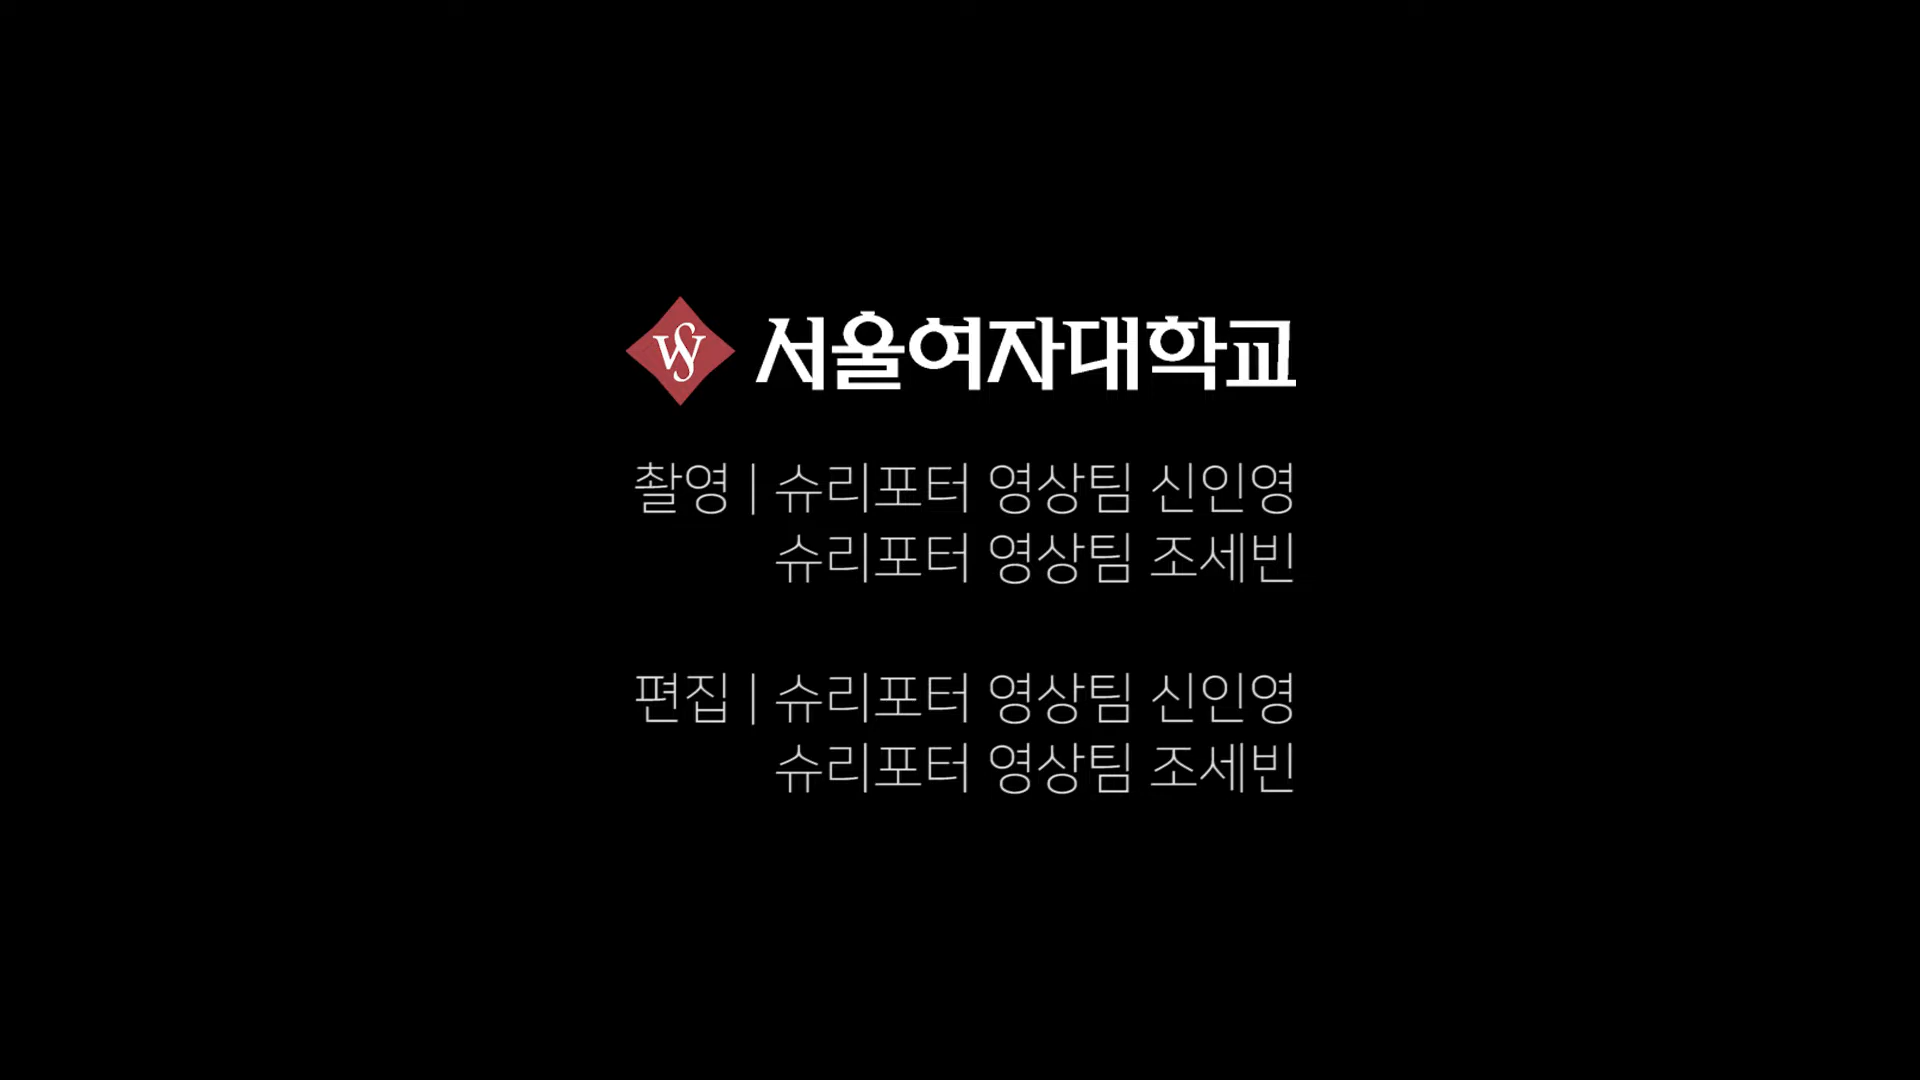 서울여자대학교
촬영 | 슈리포터 영상팀 신인영
슈리포터 영상팀 조세빈
편집 | 슈리포터 영상팀 신인영
슈리포터 영상팀 조세빈